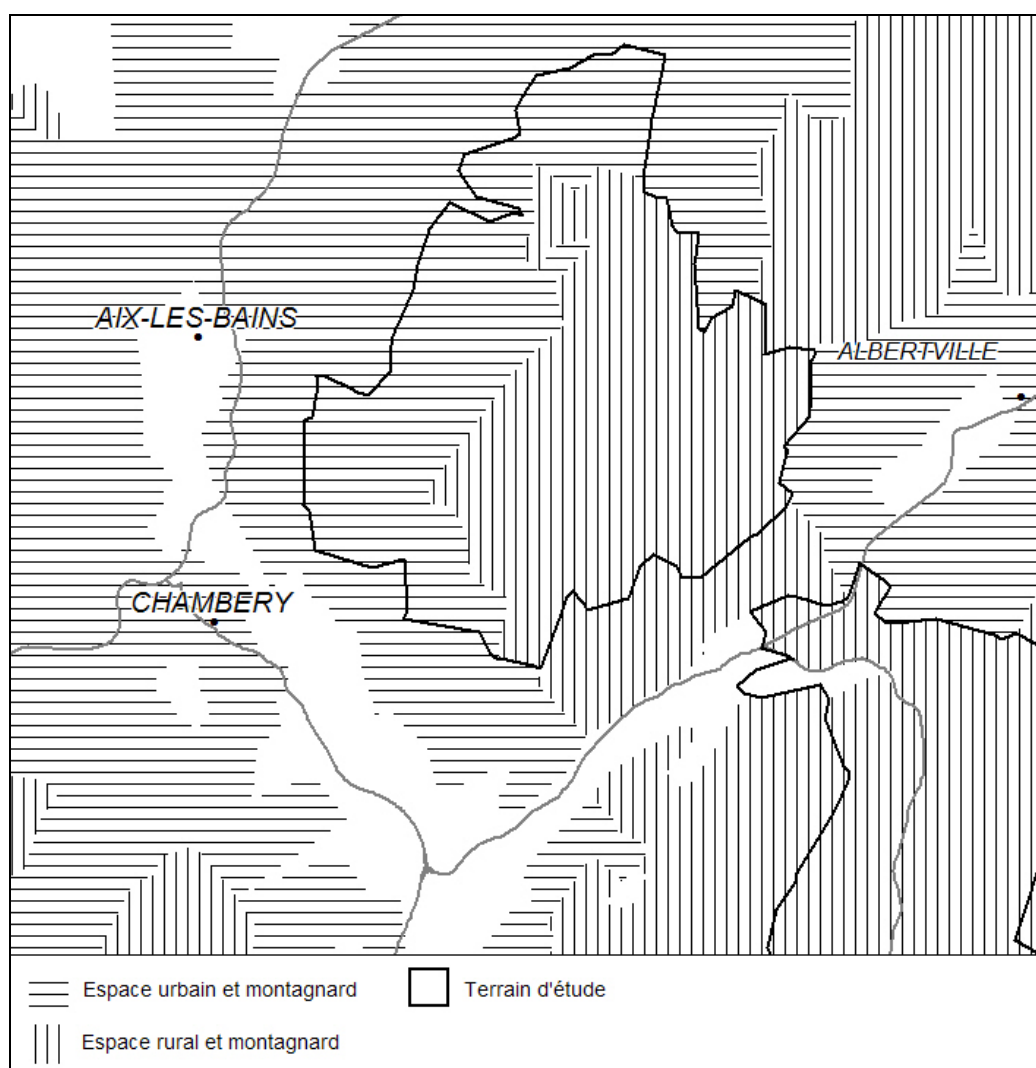 AIX-LES-BAINS
ALBERTVILLE
CHAMBERY
Espace urbain et montagnard
Terrain d'étude
Espace rural et montagnard